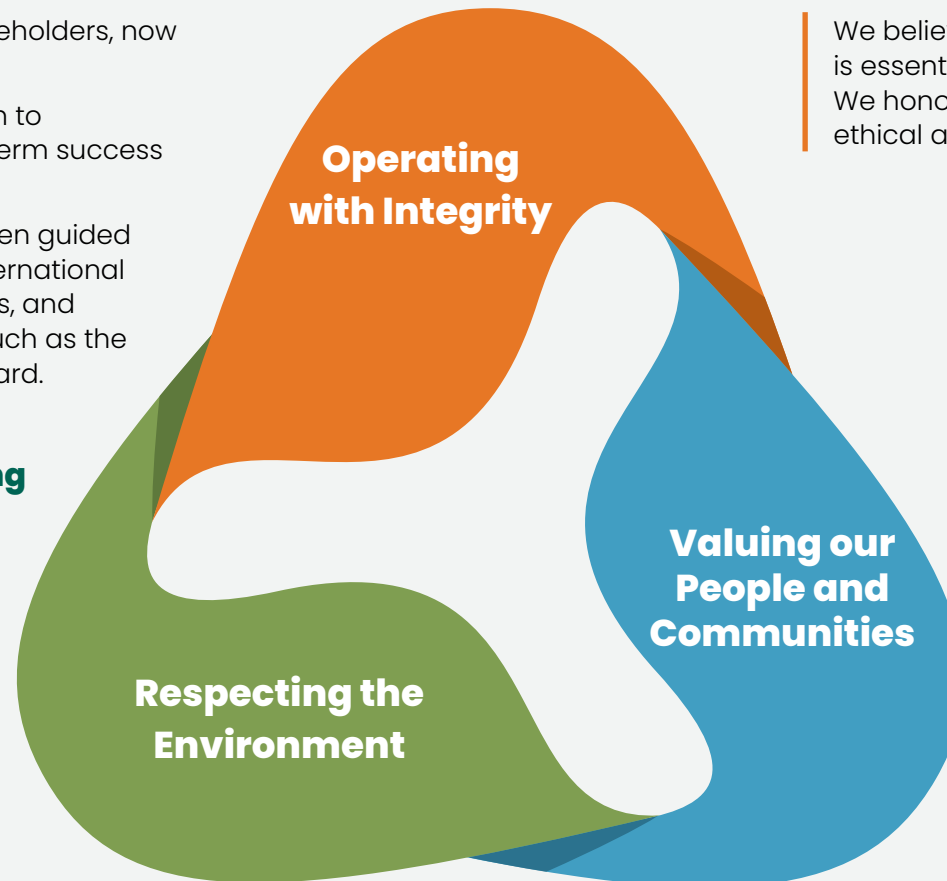 eholders, now
n to
erm success
en guided
ernational
s, and
uch as the
ard.
ng
Operating
with Integrity
We believ
is essent
We hono
ethical a
Valuing our
People and
Communities
Respecting the
Environment